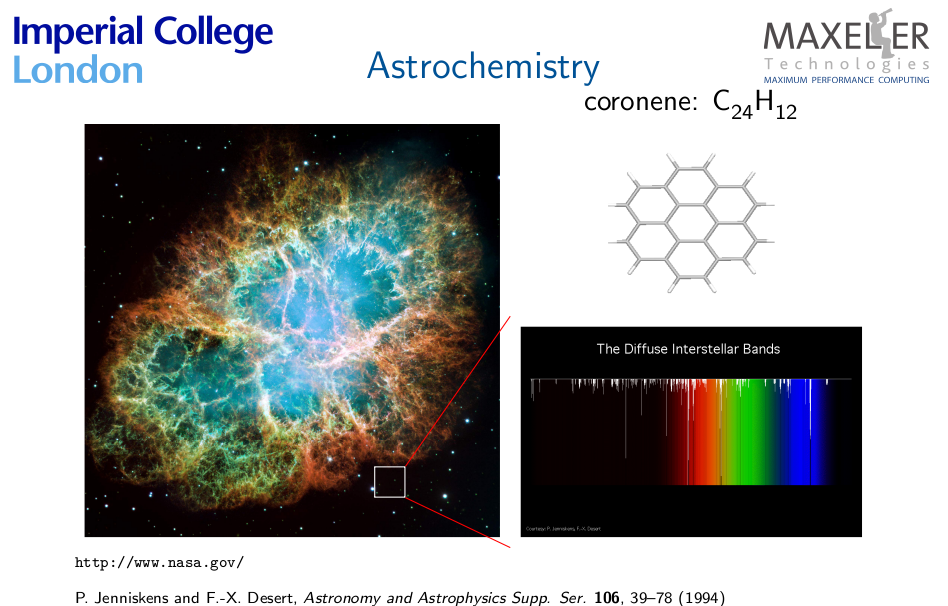 Imperial College
London
MAXELER
Technologies
MAXIMUM PERFORMANCE COMPUTING
Astrochemistry
coronene: C24H12
The Diffuse Interstellar Bands
Courtesy: P. Jenniskens, F.-X. Desert
http://www.nasa.gov/
P. Jenniskens and F.-X. Desert, Astronomy and Astrophysics Supp. Ser. 106, 39–78 (1994)